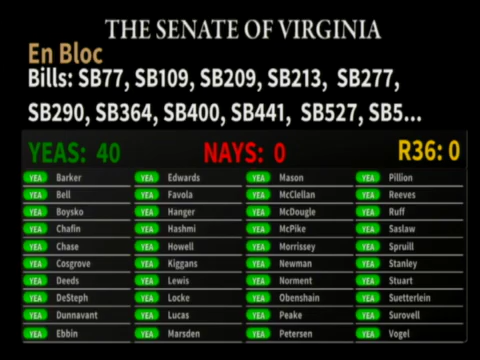 THE SENATE OF VIRGINIA
En Bloc
Bills: SB77, SB109, SB209, SB213, SB277,
SB290, SB364, SB400, SB441, SB527, SB5...
YEAS: 40 NAYS: 0 R36: 0
YEA Barker YEA Edwards YEA Mason YEA Pillion
YEA Bell YEA Favola YEA McClellan YEA Reeves
YEA Boysko YEA Hanger YEA McDougle YEA Ruff
YEA Chafin YEA Hashmi YEA McPike YEA Saslaw
YEA Chase YEA Howell YEA Morrissey YEA Spruill
YEA Cosgrove YEA Kiggans YEA Newman YEA Stanley
YEA Deeds YEA Lewis YEA Norment YEA Stuart
YEA DeSteph YEA Locke YEA Obenshain YEA Suetterlein
YEA Dunnavant YEA Lucas YEA Peake YEA Surovell
YEA Ebbin YEA Marsden YEA Petersen YEA Vogel